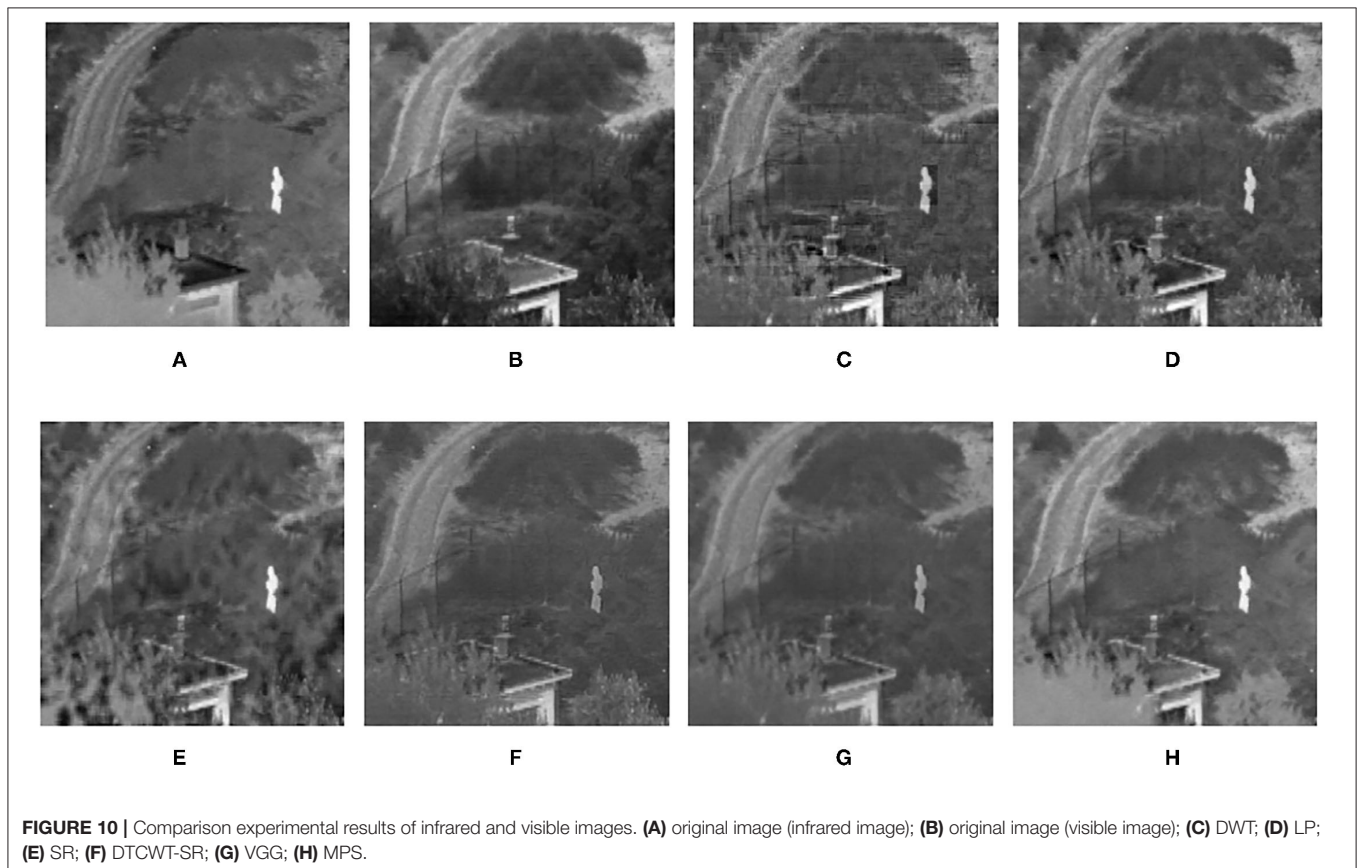 A
B
C
D
E
F
G
H
FIGURE 10 | Comparison experimental results of infrared and visible images. (A) original image (infrared image); (B) original image (visible image); (C) DWT; (D) LP;
(E) SR; (F) DTCWT-SR; (G) VGG; (H) MPS.